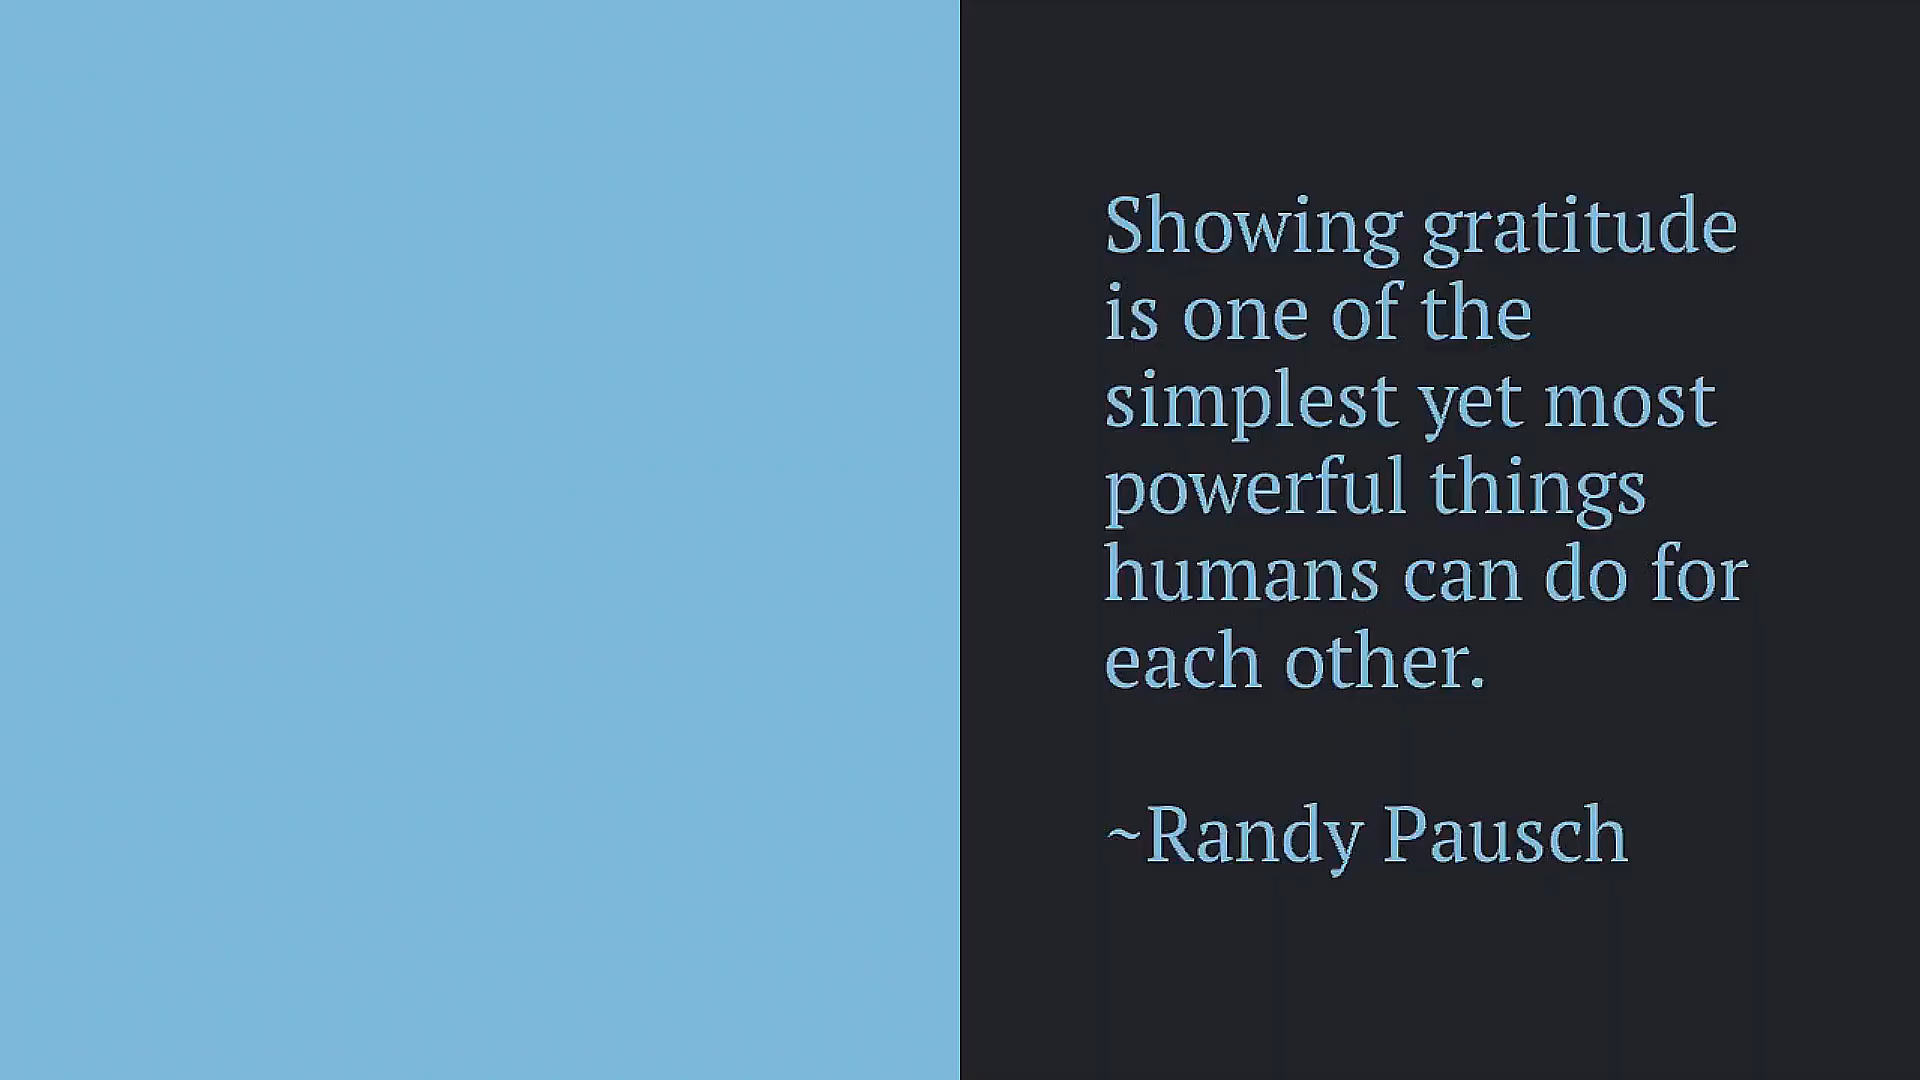 Showing gratitude
is one of the
simplest yet most
powerful things
humans can do for
each other.
~Randy Pausch